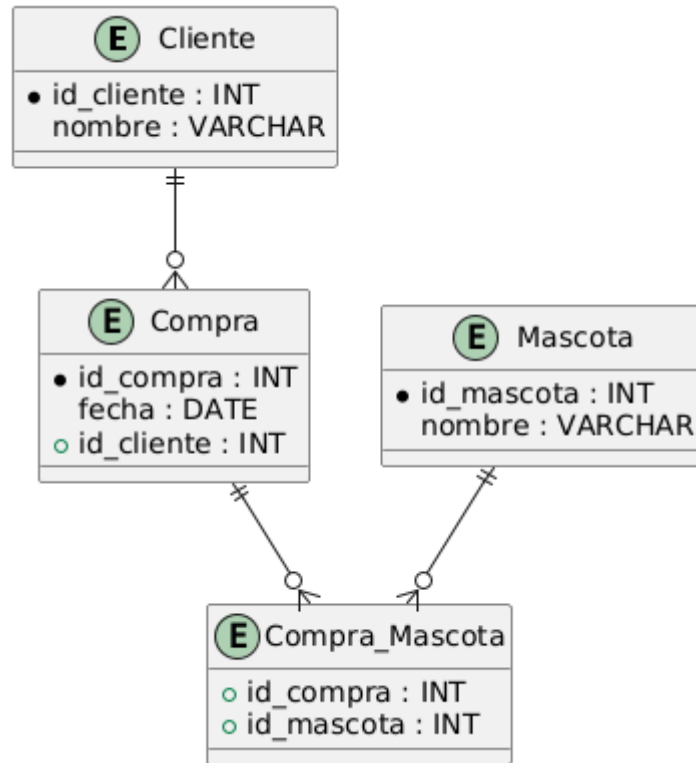 E Cliente
id_cliente : INT
nombre : VARCHAR
E Compra
id_compra : INT
fecha : DATE
id_cliente : INT
E Mascota
id_mascota : INT
nombre : VARCHAR
E Compra_Mascota
id_compra : INT
id_mascota : INT